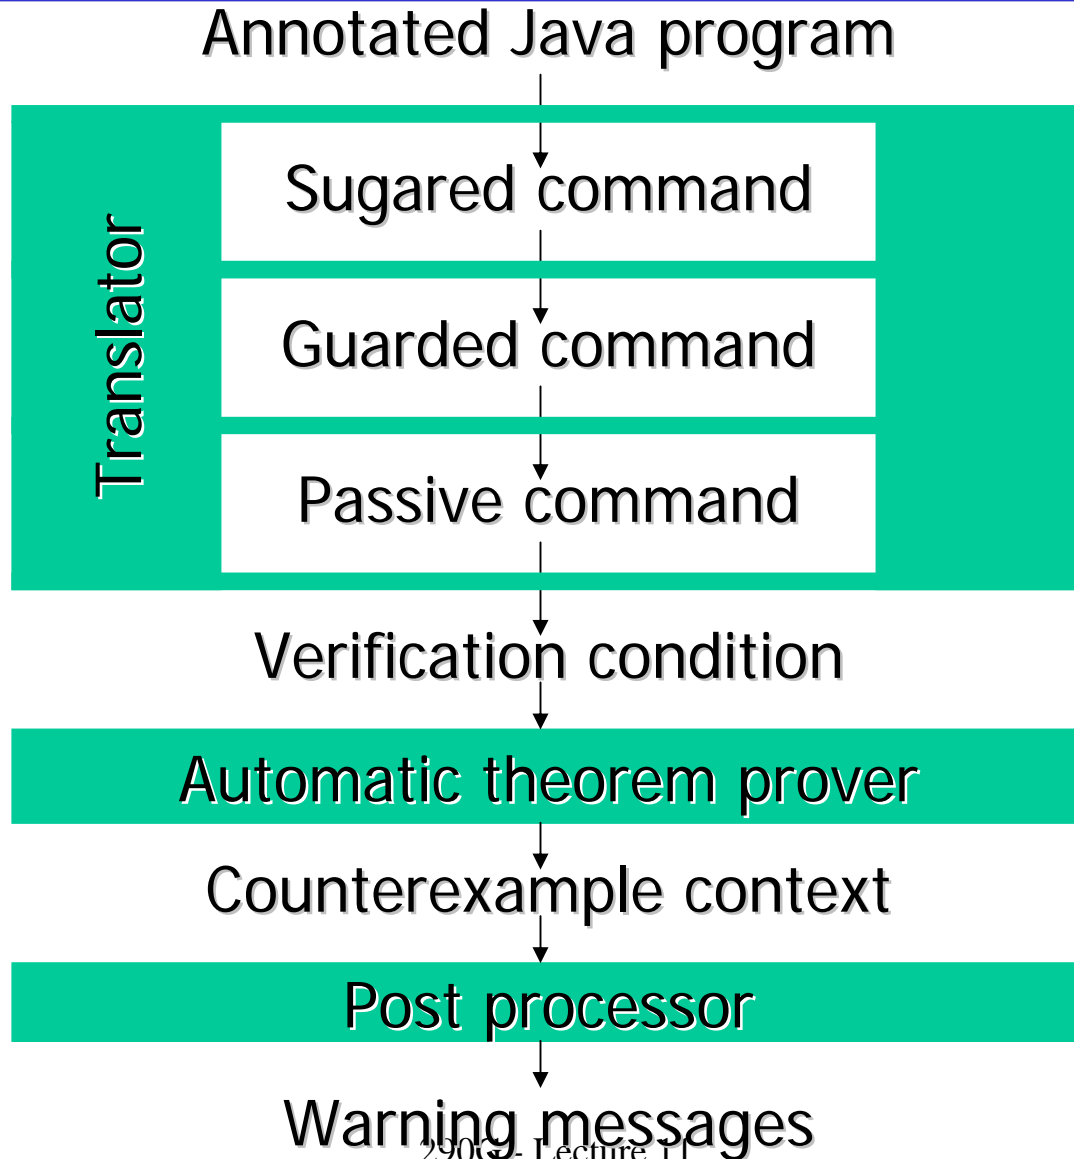 Annotated Java program
Translator
Sugared command
Guarded command
Passive command
Verification condition
Automatic theorem prover
Counterexample context
Post processor
Warning messages
290G - Lecture 11